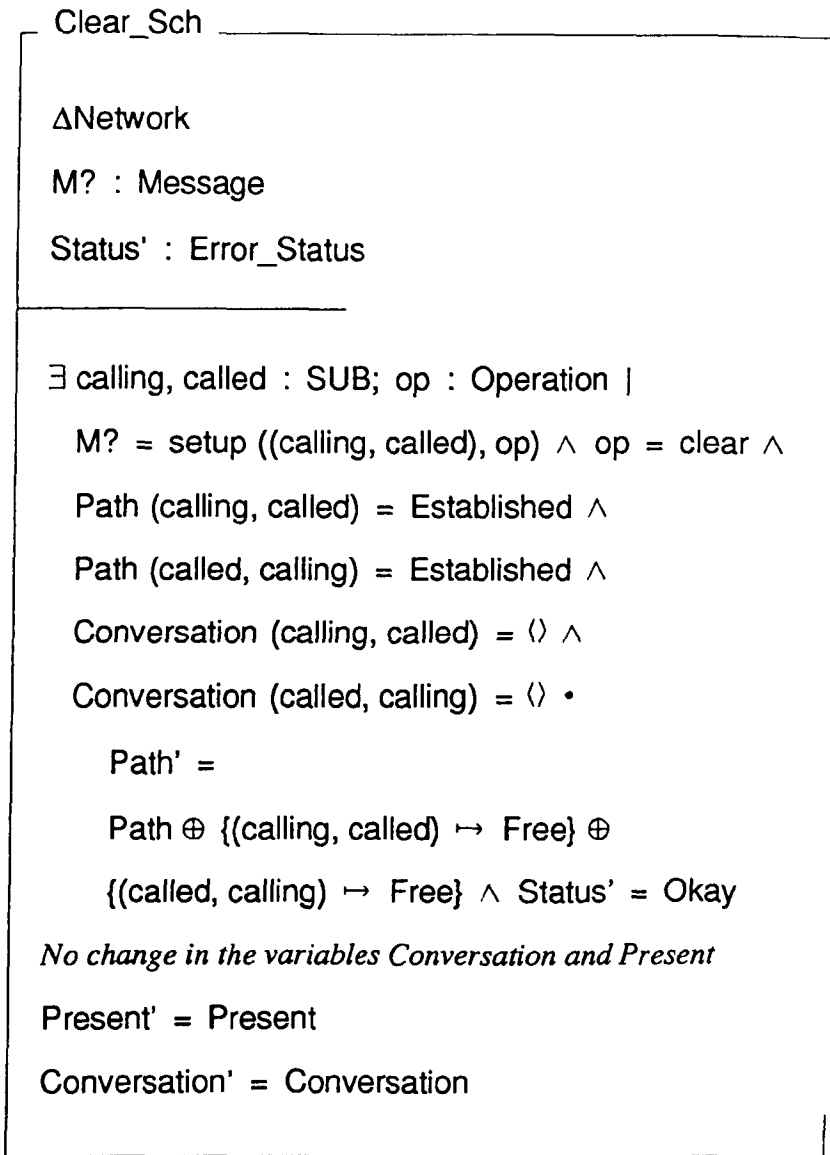 Clear_Sch
ΔNetwork
M? : Message
Status' : Error_Status
∃ calling, called : SUB; op : Operation |
M? = setup ((calling, called), op) ∧ op = clear ∧
Path (calling, called) = Established ∧
Path (called, calling) = Established ∧
Conversation (calling, called) = ⟨⟩ ∧
Conversation (called, calling) = ⟨⟩ •
Path' =
Path ⊕ {(calling, called) ↦ Free} ⊕
{(called, calling) ↦ Free} ∧ Status' = Okay
No change in the variables Conversation and Present
Present' = Present
Conversation' = Conversation